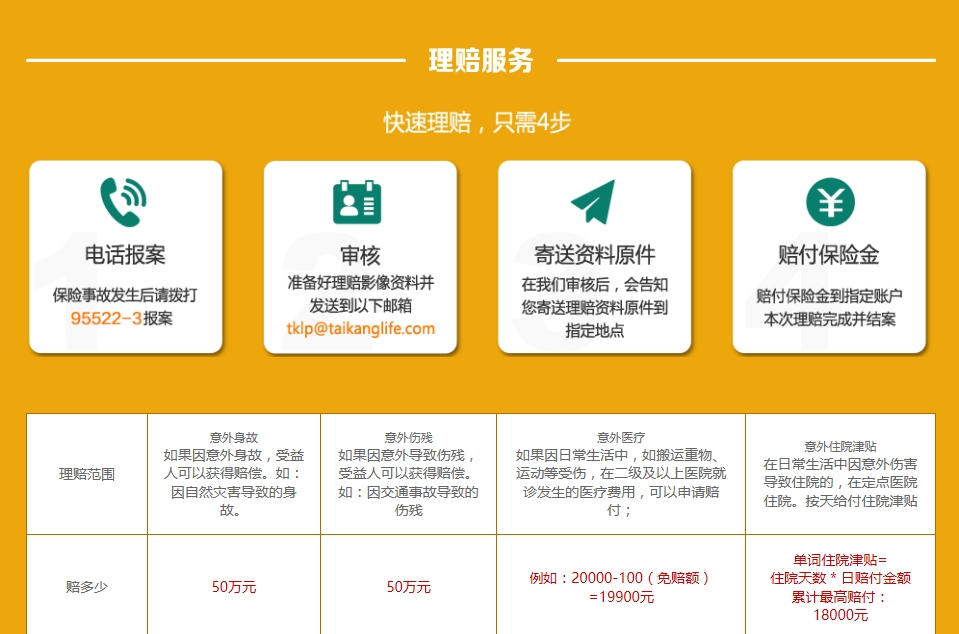 理赔服务
快速理赔，只需4步
1
电话报案
保险事故发生后请拨打
95522-3报案
2
审核
准备好理赔影像资料并
发送到以下邮箱
tklp@taikanglife.com
3
寄送资料原件
在我们审核后，会告知
您寄送理赔资料原件到
指定地点
4
赔付保险金
赔付保险金到指定账户
本次理赔完成并结案
理赔范围
意外身故
如果因意外身故，受益
人可以获得赔偿。如：
因自然灾害导致的身
故。
意外伤残
如果因意外导致伤残，
受益人可以获得赔偿。
如：因交通事故导致的
伤残
意外医疗
如果因日常生活中，如搬运重物、
运动等受伤，在二级及以上医院就
诊发生的医疗费用，可以申请赔
付；
意外住院津贴
在日常生活中因意外伤害
导致住院的，在定点医院
住院。按天给付住院津贴
赔多少
50万元
50万元
例如：20000-100（免赔额）
=19900元
单词住院津贴=
住院天数 * 日赔付金额
累计最高赔付：
18000元